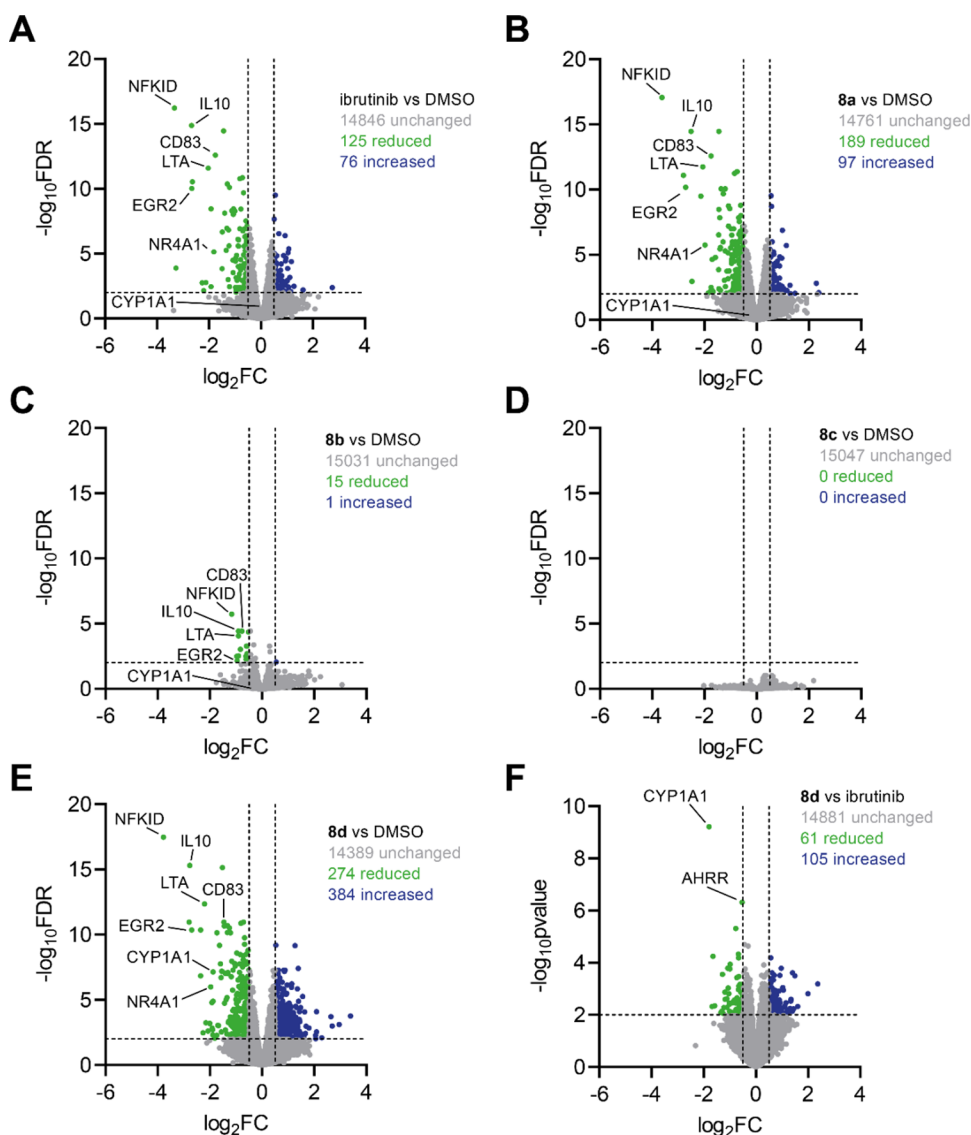 A
20
15
10
5
0
-log10FDR
-6
-4
-2
0
2
4
log2FC
NFKID
IL10
CD83
LTA
EGR2
NR4A1
CYP1A1
ibrutinib vs DMSO
14846 unchanged
125 reduced
76 increased
B
20
15
10
5
0
-log10FDR
-6
-4
-2
0
2
4
log2FC
NFKID
IL10
CD83
LTA
EGR2
NR4A1
CYP1A1
8a vs DMSO
14761 unchanged
189 reduced
97 increased
C
20
15
10
5
0
-log10FDR
-6
-4
-2
0
2
4
log2FC
CD83
NFKID
IL10
LTA
EGR2
CYP1A1
8b vs DMSO
15031 unchanged
15 reduced
1 increased
D
20
15
10
5
0
-log10FDR
-6
-4
-2
0
2
4
log2FC
8c vs DMSO
15047 unchanged
0 reduced
0 increased
E
20
15
10
5
0
-log10FDR
-6
-4
-2
0
2
4
log2FC
NFKID
IL10
LTA
CD83
EGR2
CYP1A1
NR4A1
8d vs DMSO
14389 unchanged
274 reduced
384 increased
F
10
8
6
4
2
0
-log10pvalue
-6
-4
-2
0
2
4
log2FC
CYP1A1
AHRR
8d vs ibrutinib
14881 unchanged
61 reduced
105 increased